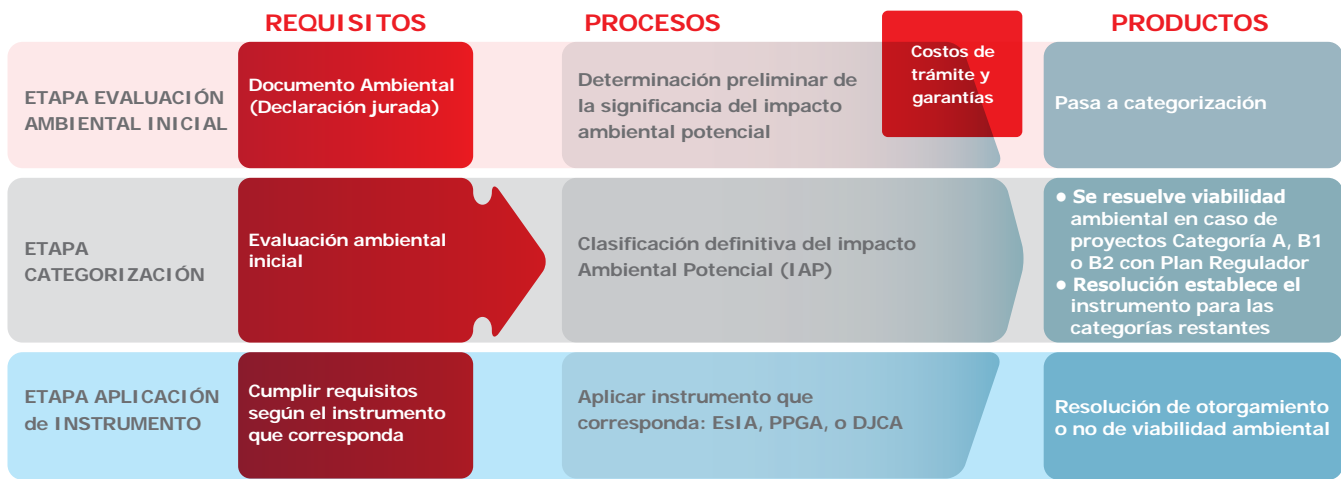 REQUISITOS
PROCESOS
PRODUCTOS
ETAPA EVALUACIÓN
AMBIENTAL INICIAL
Documento Ambiental
(Declaración jurada)
Determinación preliminar de
la significancia del impacto
ambiental potencial
Costos de
trámite y
garantías
Pasa a categorización
ETAPA
CATEGORIZACIÓN
Evaluación ambiental
inicial
Clasificación definitiva del impacto
Ambiental Potencial (IAP)
● Se resuelve viabilidad
ambiental en caso de
proyectos Categoría A, B1
o B2 con Plan Regulador
● Resolución establece el
instrumento para las
categorías restantes
ETAPA APLICACIÓN
de INSTRUMENTO
Cumplir requisitos
según el instrumento
que corresponda
Aplicar instrumento que
corresponda: EsIA, PPGA, o DJCA
Resolución de otorgamiento
o no de viabilidad ambiental